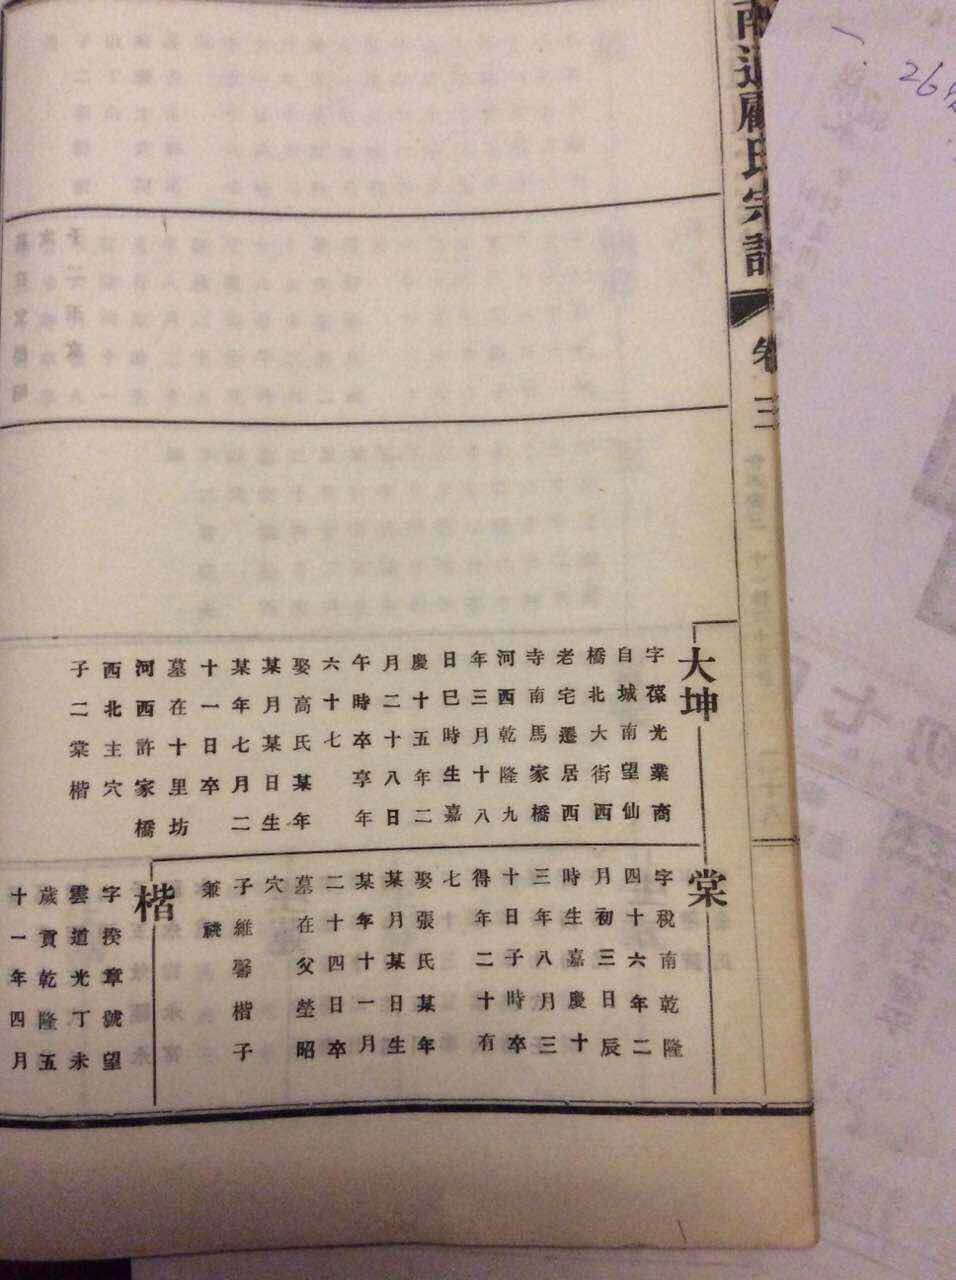 南通顧氏宗譜
卷三
大坤
字葆光業商
自城南望仙
橋北大街西
老宅遷居西
寺南馬家橋
河西乾隆九
年三月十八
日巳時生嘉
慶十五年二
月二十八日
午時卒享年
六十七
娶高氏某年
某月某日生
某年七月二
十一日卒
墓在十里坊
河西許家橋
西北主穴
子二棠楷
棠
字税南乾隆
四十六年二
月初三日辰
時生嘉慶十
三年八月三
十日子時卒
得年二十有
七
娶張氏某年
某月某日生
某年十一月
二十四日卒
墓在父塋昭
穴
子維馨楷子
兼祧
楷
字揆章號望
雲道光丁未
歲貢乾隆五
十一年四月